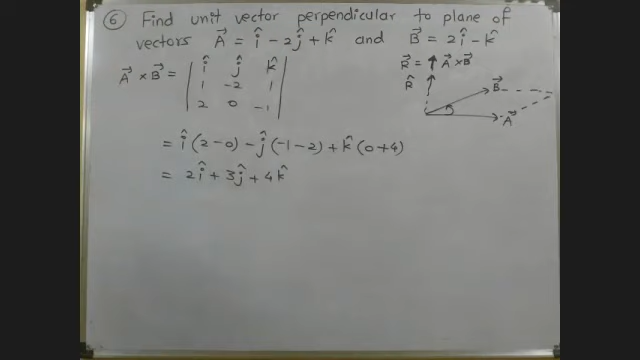 6 Find unit vector perpendicular to plane of
vectors A⃗ = î - 2ĵ + k̂ and B⃗ = 2î - k̂
A⃗ × B⃗ = | î ĵ k̂ |
| 1 -2 1 |
| 2 0 -1 |
= î (2-0) - ĵ (-1-2) + k̂ (0+4)
= 2î + 3ĵ + 4k̂
R⃗ = A⃗ × B⃗
R̂
B⃗
A⃗